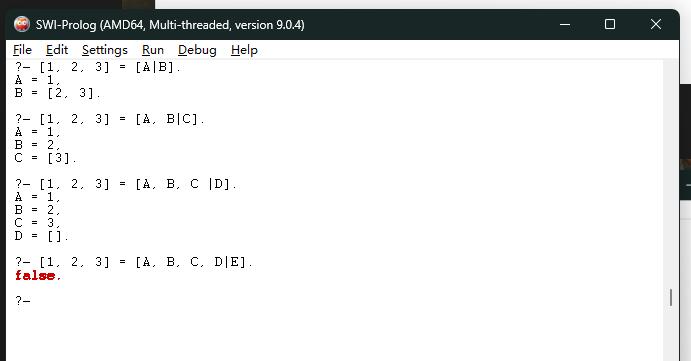 SWI-Prolog (AMD64, Multi-threaded, version 9.0.4)
File Edit Settings Run Debug Help
?- [1, 2, 3] = [A|B].
A = 1,
B = [2, 3].
?- [1, 2, 3] = [A, B|C].
A = 1,
B = 2,
C = [3].
?- [1, 2, 3] = [A, B, C |D].
A = 1,
B = 2,
C = 3,
D = [].
?- [1, 2, 3] = [A, B, C, D|E].
false.
?-